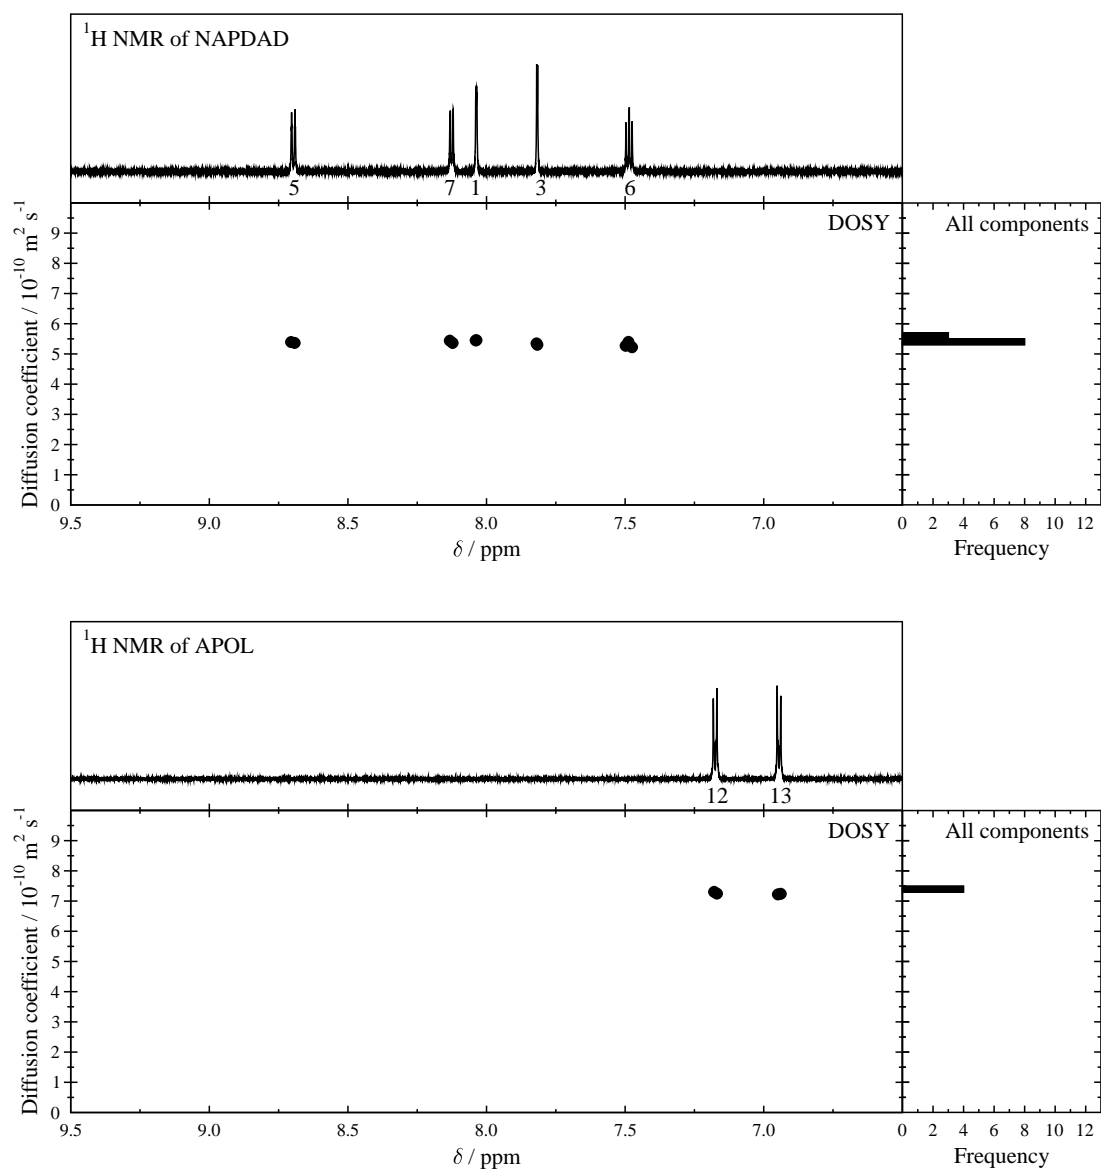 ¹H NMR of NAPDAD
5 7 1 3 6
Diffusion coefficient / 10⁻¹⁰ m² s⁻¹
DOSY
All components
9
8
7
6
5
4
3
2
1
0
9.5 9.0 8.5 8.0 7.5 7.0
0 2 4 6 8 10 12
δ / ppm
Frequency
¹H NMR of APOL
12 13
Diffusion coefficient / 10⁻¹⁰ m² s⁻¹
DOSY
All components
9
8
7
6
5
4
3
2
1
0
9.5 9.0 8.5 8.0 7.5 7.0
0 2 4 6 8 10 12
δ / ppm
Frequency